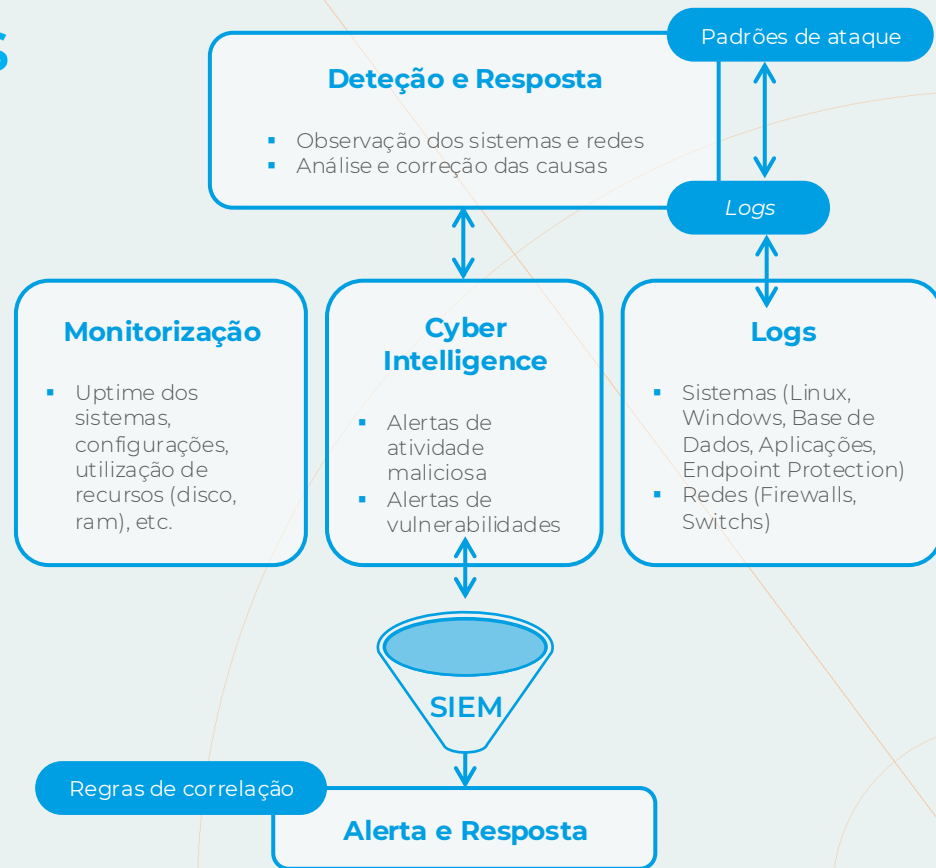 s
Padrões de ataque
Deteção e Resposta
▪ Observação dos sistemas e redes
▪ Análise e correção das causas
Logs
Monitorização
▪ Uptime dos
sistemas,
configurações,
utilização de
recursos (disco,
ram), etc.
Cyber
Intelligence
▪ Alertas de
atividade
maliciosa
▪ Alertas de
vulnerabilidades
Logs
▪ Sistemas (Linux,
Windows, Base de
Dados, Aplicações,
Endpoint Protection)
▪ Redes (Firewalls,
Switchs)
SIEM
Regras de correlação
Alerta e Resposta